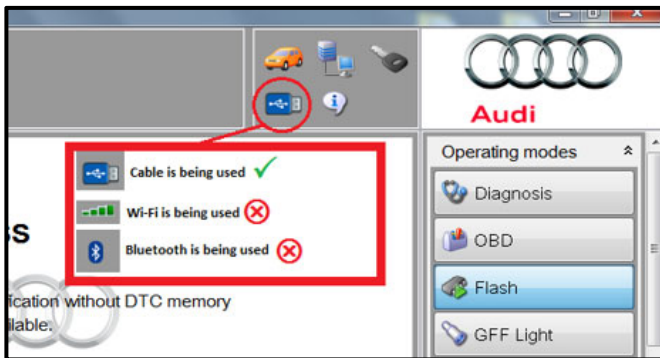 Audi
Cable is being used
Wi-Fi is being used
Bluetooth is being used
ss
fication without DTC memory
ilable.
Operating modes
Diagnosis
OBD
Flash
GFF Light